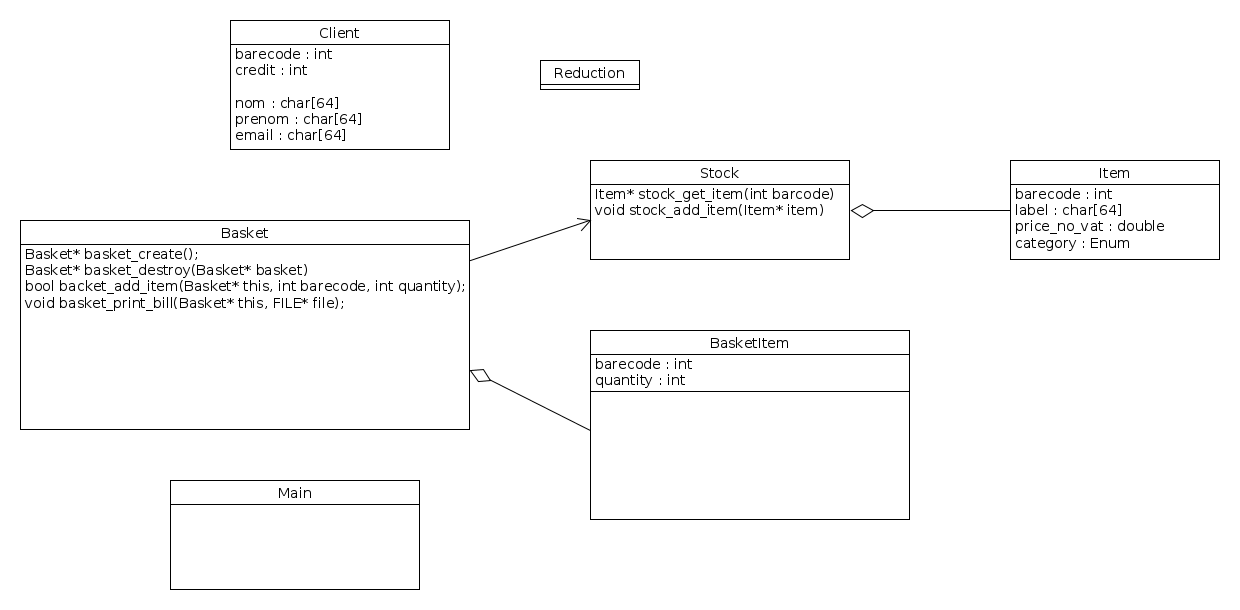 Client
barecode : int
credit : int
nom : char[64]
prenom : char[64]
email : char[64]
Reduction
Stock
Item* stock_get_item(int barcode)
void stock_add_item(Item* item)
Item
barecode : int
label : char[64]
price_no_vat : double
category : Enum
Basket
Basket* basket_create();
Basket* basket_destroy(Basket* basket)
bool backet_add_item(Basket* this, int barecode, int quantity);
void basket_print_bill(Basket* this, FILE* file);
BasketItem
barecode : int
quantity : int
Main